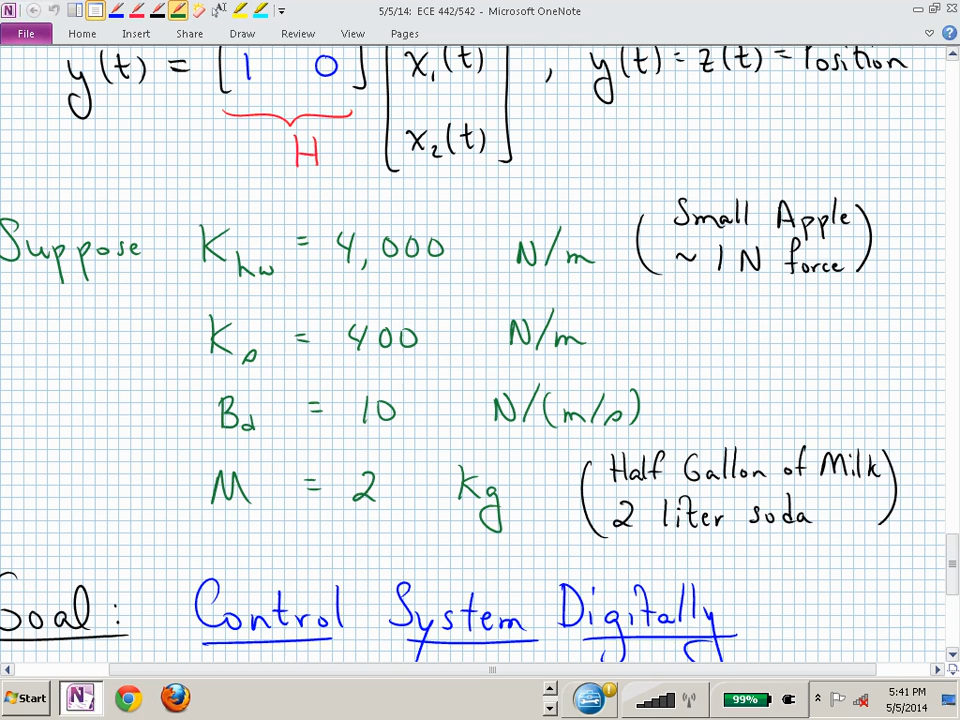 5/5/14: ECE 442/542 - Microsoft OneNote
File Home Insert Share Draw Review View Pages
y(t) = [ 1 0 ] [ x₁(t) , y(t) = z(t) = Position
H x₂(t) ]
Suppose K_hw = 4,000 N/m ( Small Apple
~ 1 N force )
K_s = 400 N/m
B_d = 10 N/(m/s)
M = 2 kg ( Half Gallon of Milk
2 liter soda )
Goal: Control System Digitally
Start 99% 5:41 PM
5/5/2014